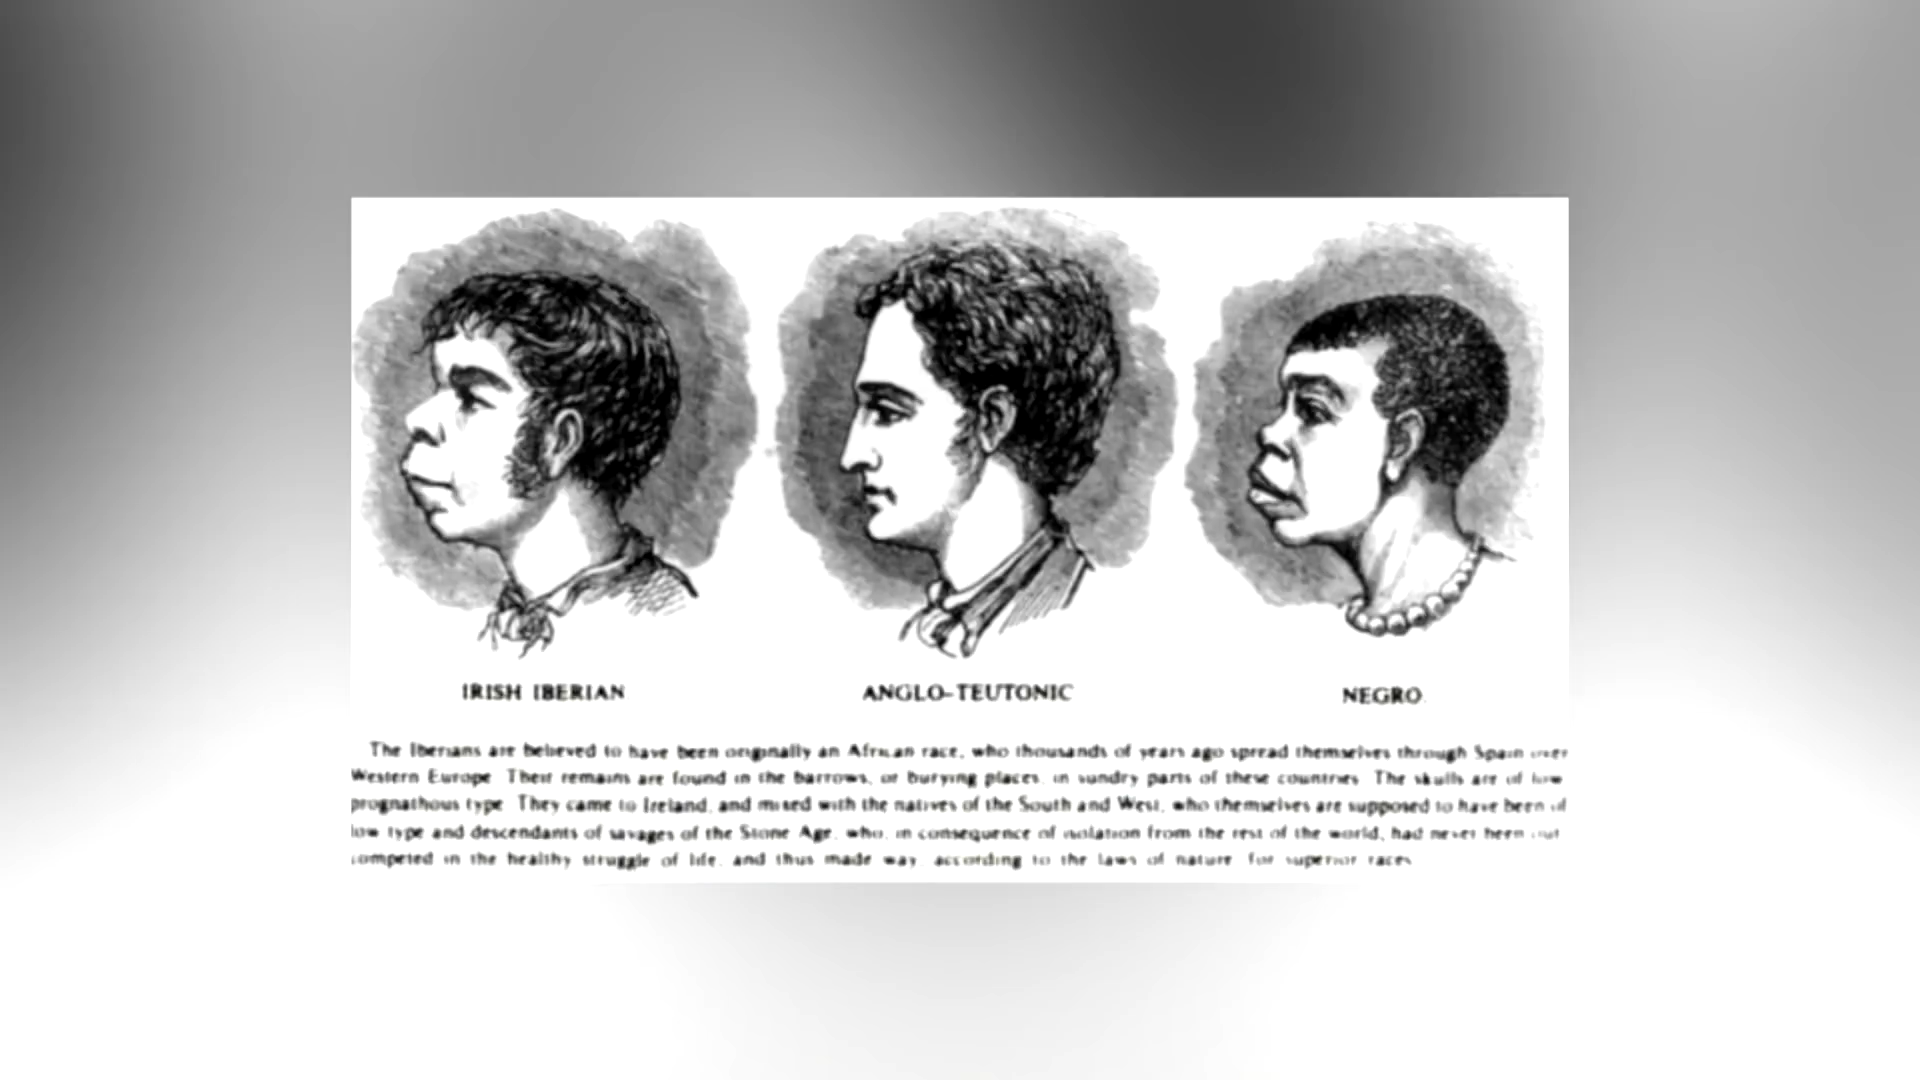 IRISH IBERIAN
ANGLO-TEUTONIC
NEGRO
The Iberians are believed to have been originally an African race, who thousands of years ago spread themselves through Spain over
Western Europe. Their remains are found in the barrows, or burying places, in sundry parts of these countries. The skulls are of low
prognathous type. They came to Ireland, and mixed with the natives of the South and West, who themselves are supposed to have been of
low type and descendants of savages of the Stone Age, who, in consequence of isolation from the rest of the world, had never been out-
competed in the healthy struggle of life, and thus made way, according to the laws of nature, for superior races.